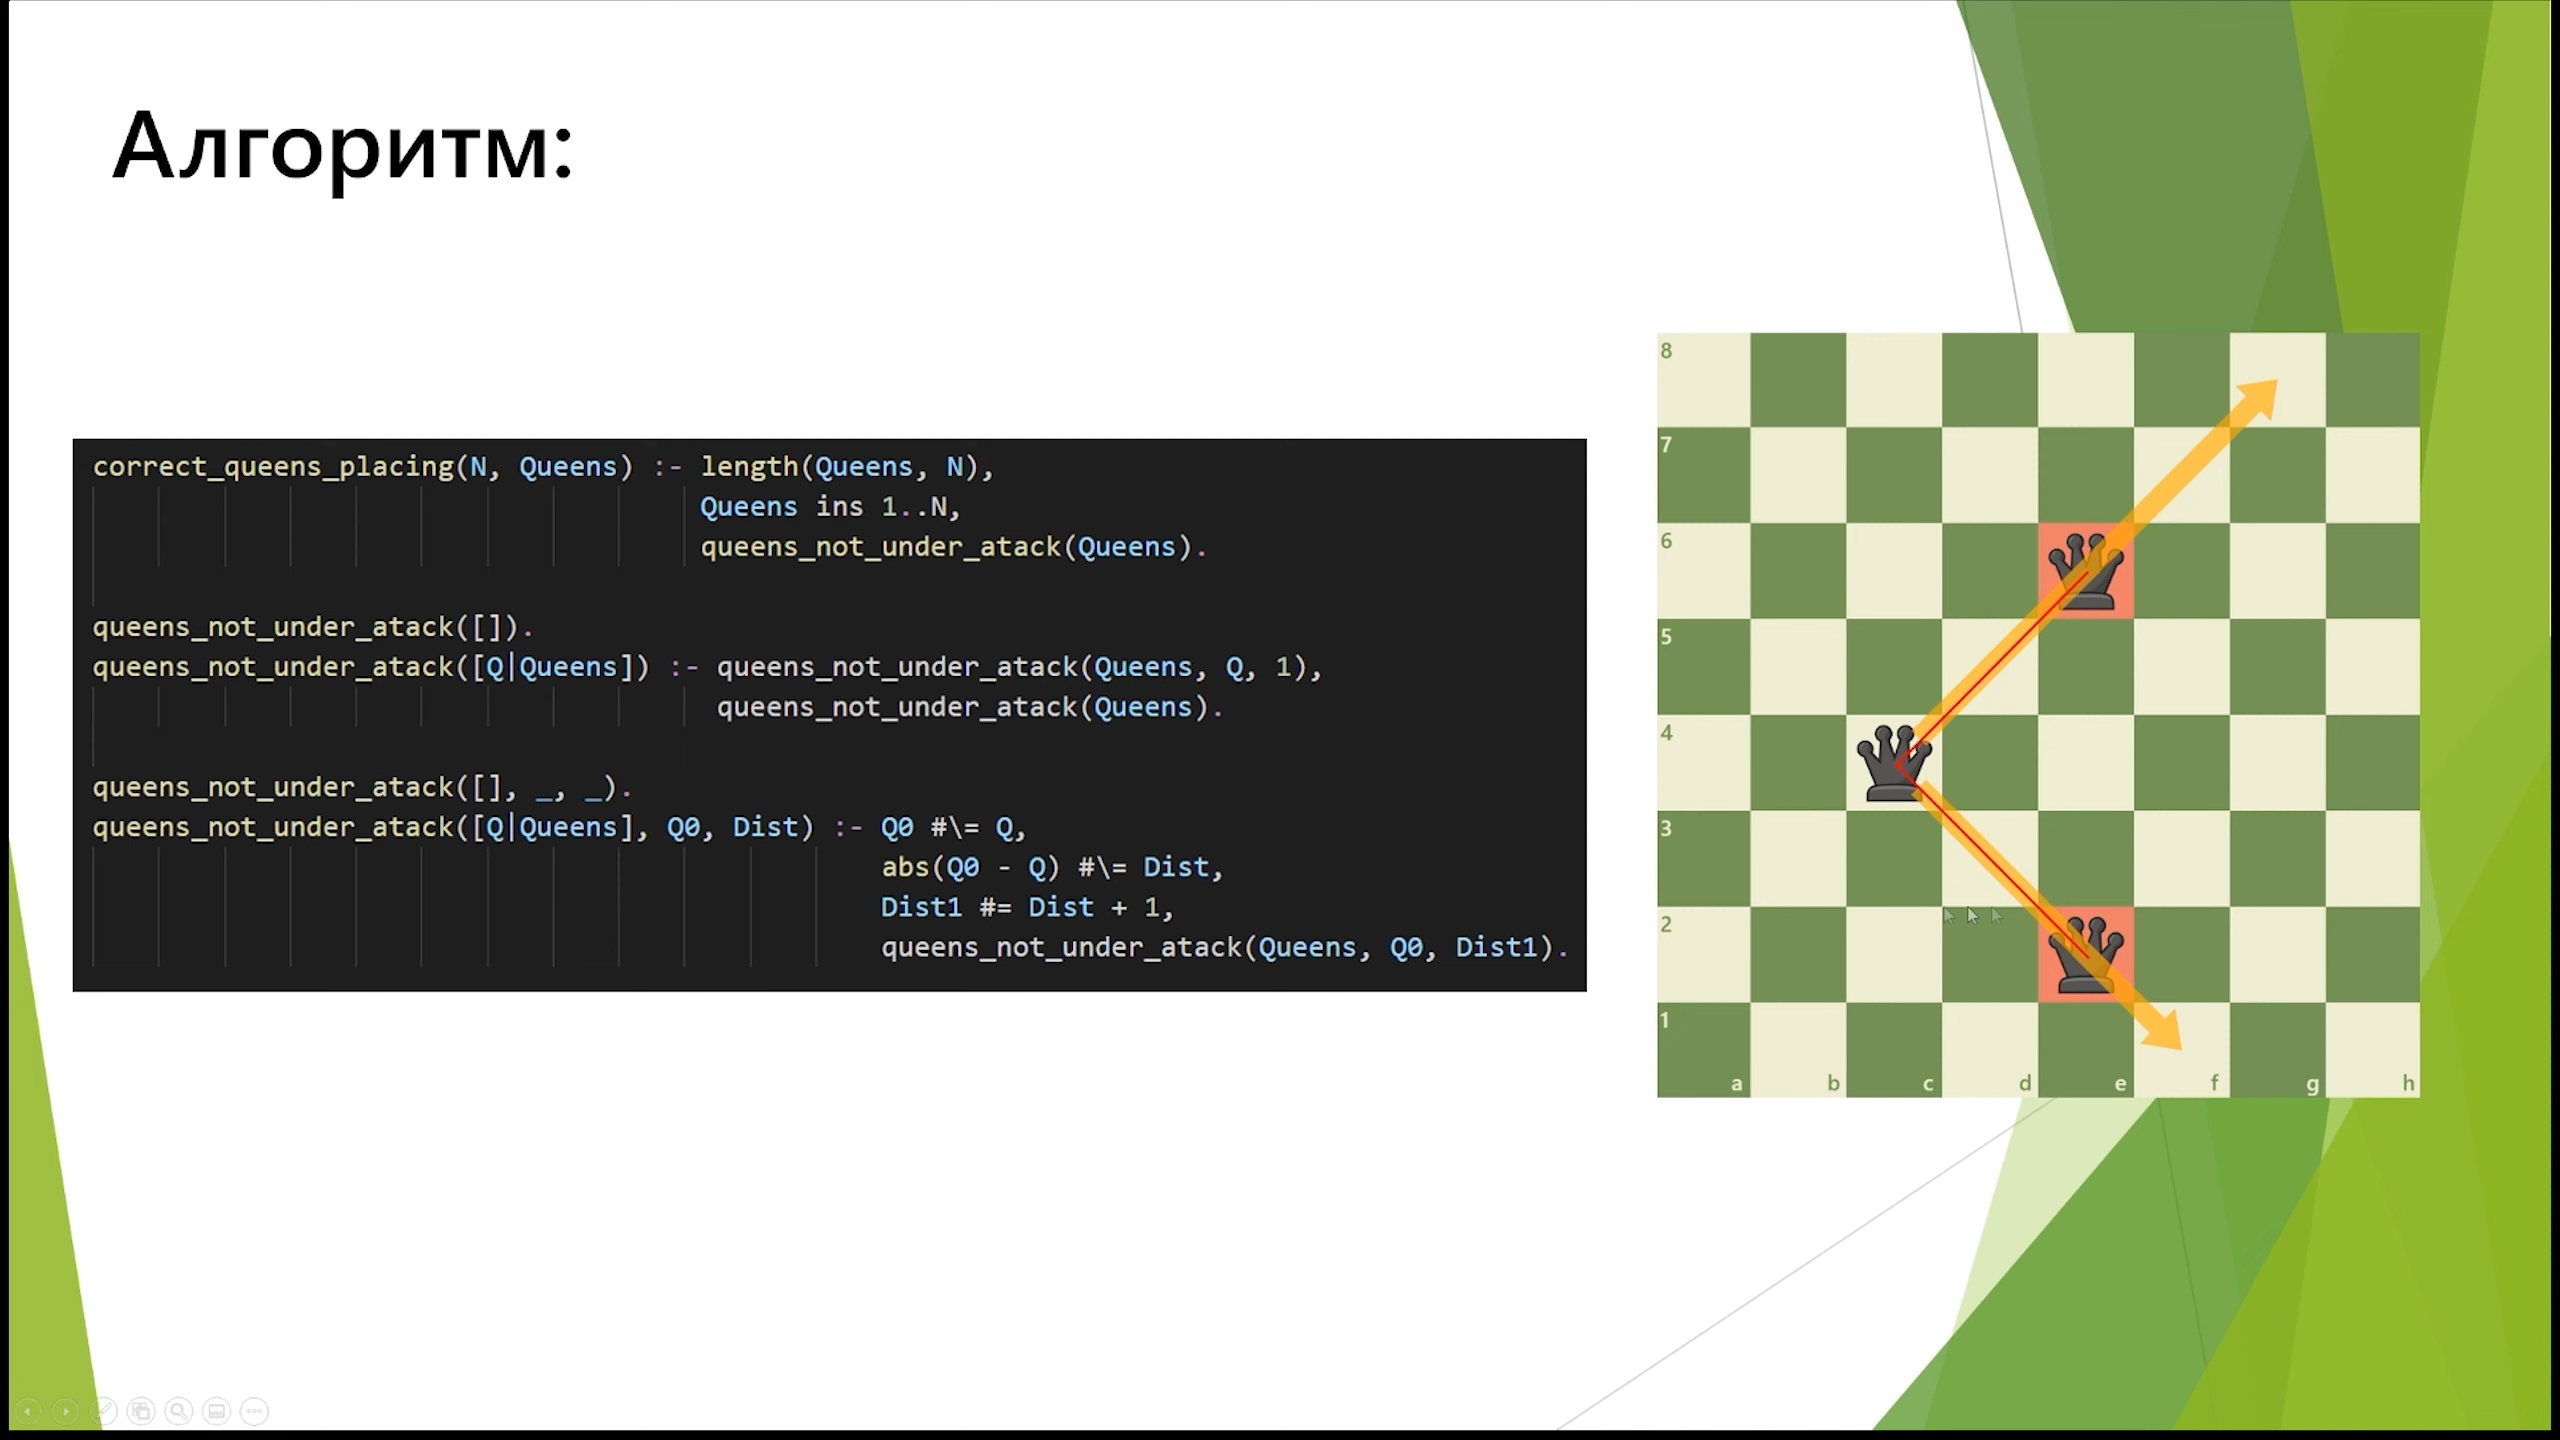 Алгоритм:
correct_queens_placing(N, Queens) :- length(Queens, N),
Queens ins 1..N,
queens_not_under_atack(Queens).
queens_not_under_atack([]).
queens_not_under_atack([Q|Queens]) :- queens_not_under_atack(Queens, Q, 1),
queens_not_under_atack(Queens).
queens_not_under_atack([], _, _).
queens_not_under_atack([Q|Queens], Q0, Dist) :- Q0 #\= Q,
abs(Q0 - Q) #\= Dist,
Dist1 #= Dist + 1,
queens_not_under_atack(Queens, Q0, Dist1).
8
7
6
5
4
3
2
1
a b c d e f g h